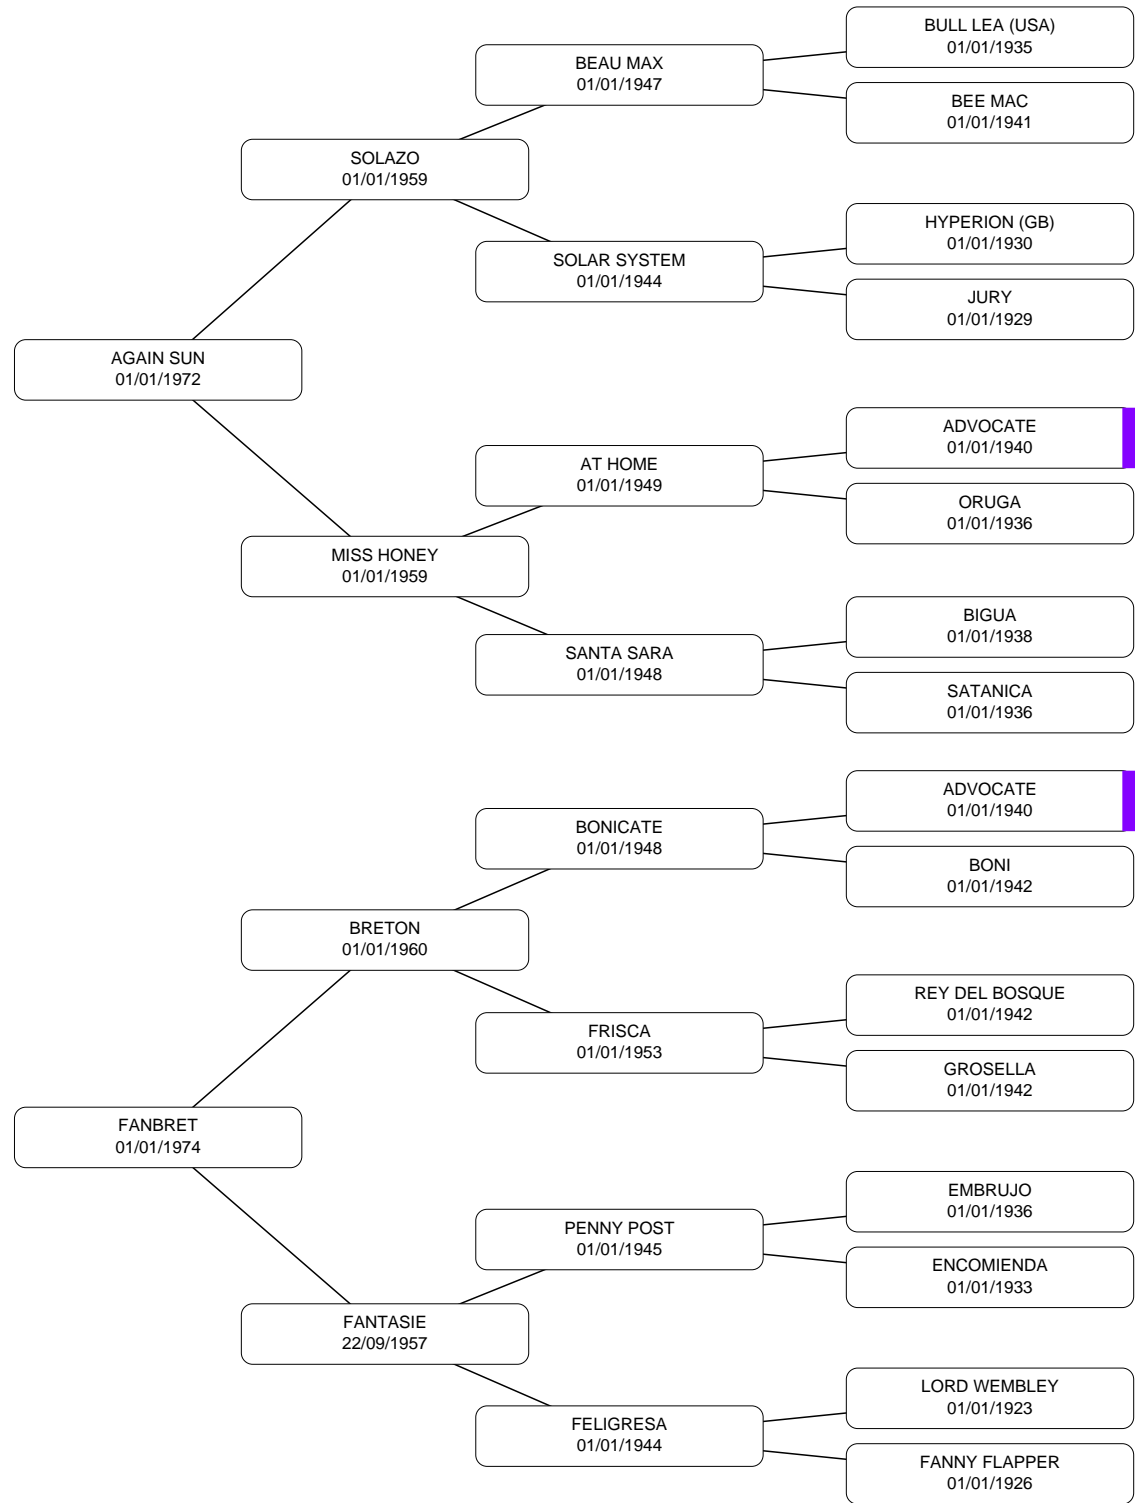 BULL LEA (USA)
01/01/1935
BEAU MAX
01/01/1947
BEE MAC
01/01/1941
SOLAZO
01/01/1959
HYPERION (GB)
01/01/1930
SOLAR SYSTEM
01/01/1944
JURY
01/01/1929
AGAIN SUN
01/01/1972
ADVOCATE
01/01/1940
AT HOME
01/01/1949
ORUGA
01/01/1936
MISS HONEY
01/01/1959
BIGUA
01/01/1938
SANTA SARA
01/01/1948
SATANICA
01/01/1936
ADVOCATE
01/01/1940
BONICATE
01/01/1948
BONI
01/01/1942
BRETON
01/01/1960
REY DEL BOSQUE
01/01/1942
FRISCA
01/01/1953
GROSELLA
01/01/1942
FANBRET
01/01/1974
EMBRUJO
01/01/1936
PENNY POST
01/01/1945
ENCOMIENDA
01/01/1933
FANTASIE
22/09/1957
LORD WEMBLEY
01/01/1923
FELIGRESA
01/01/1944
FANNY FLAPPER
01/01/1926